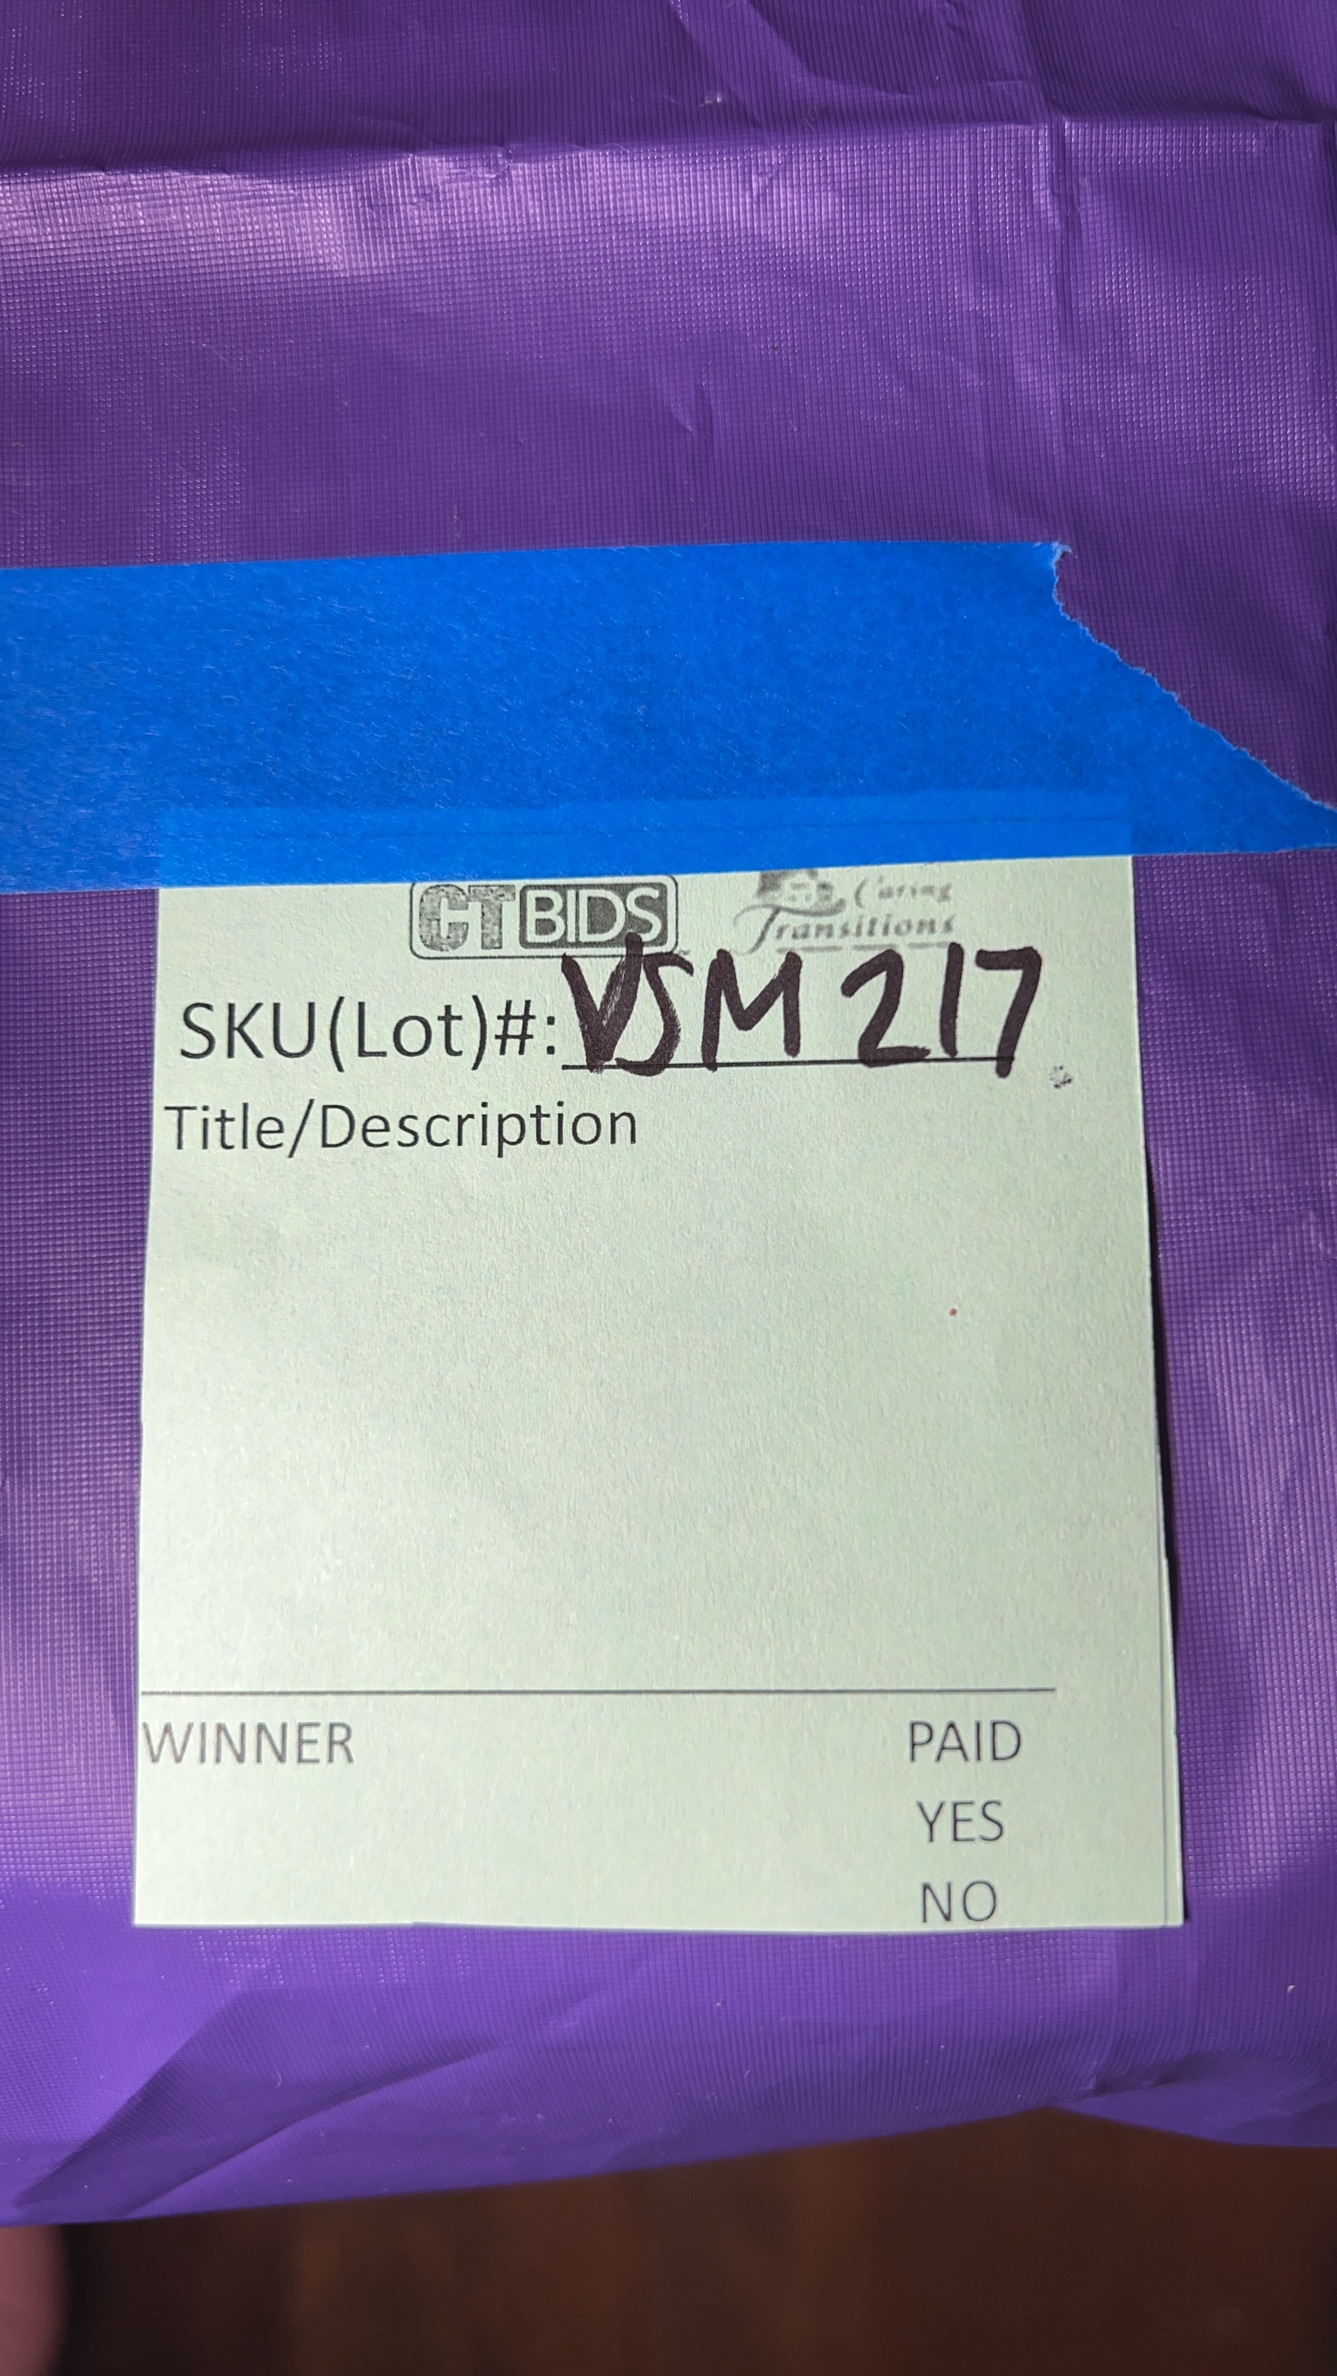 CTBIDS Caring
Transitions
SKU(Lot)#: VSM 217
Title/Description
WINNER PAID
YES
NO